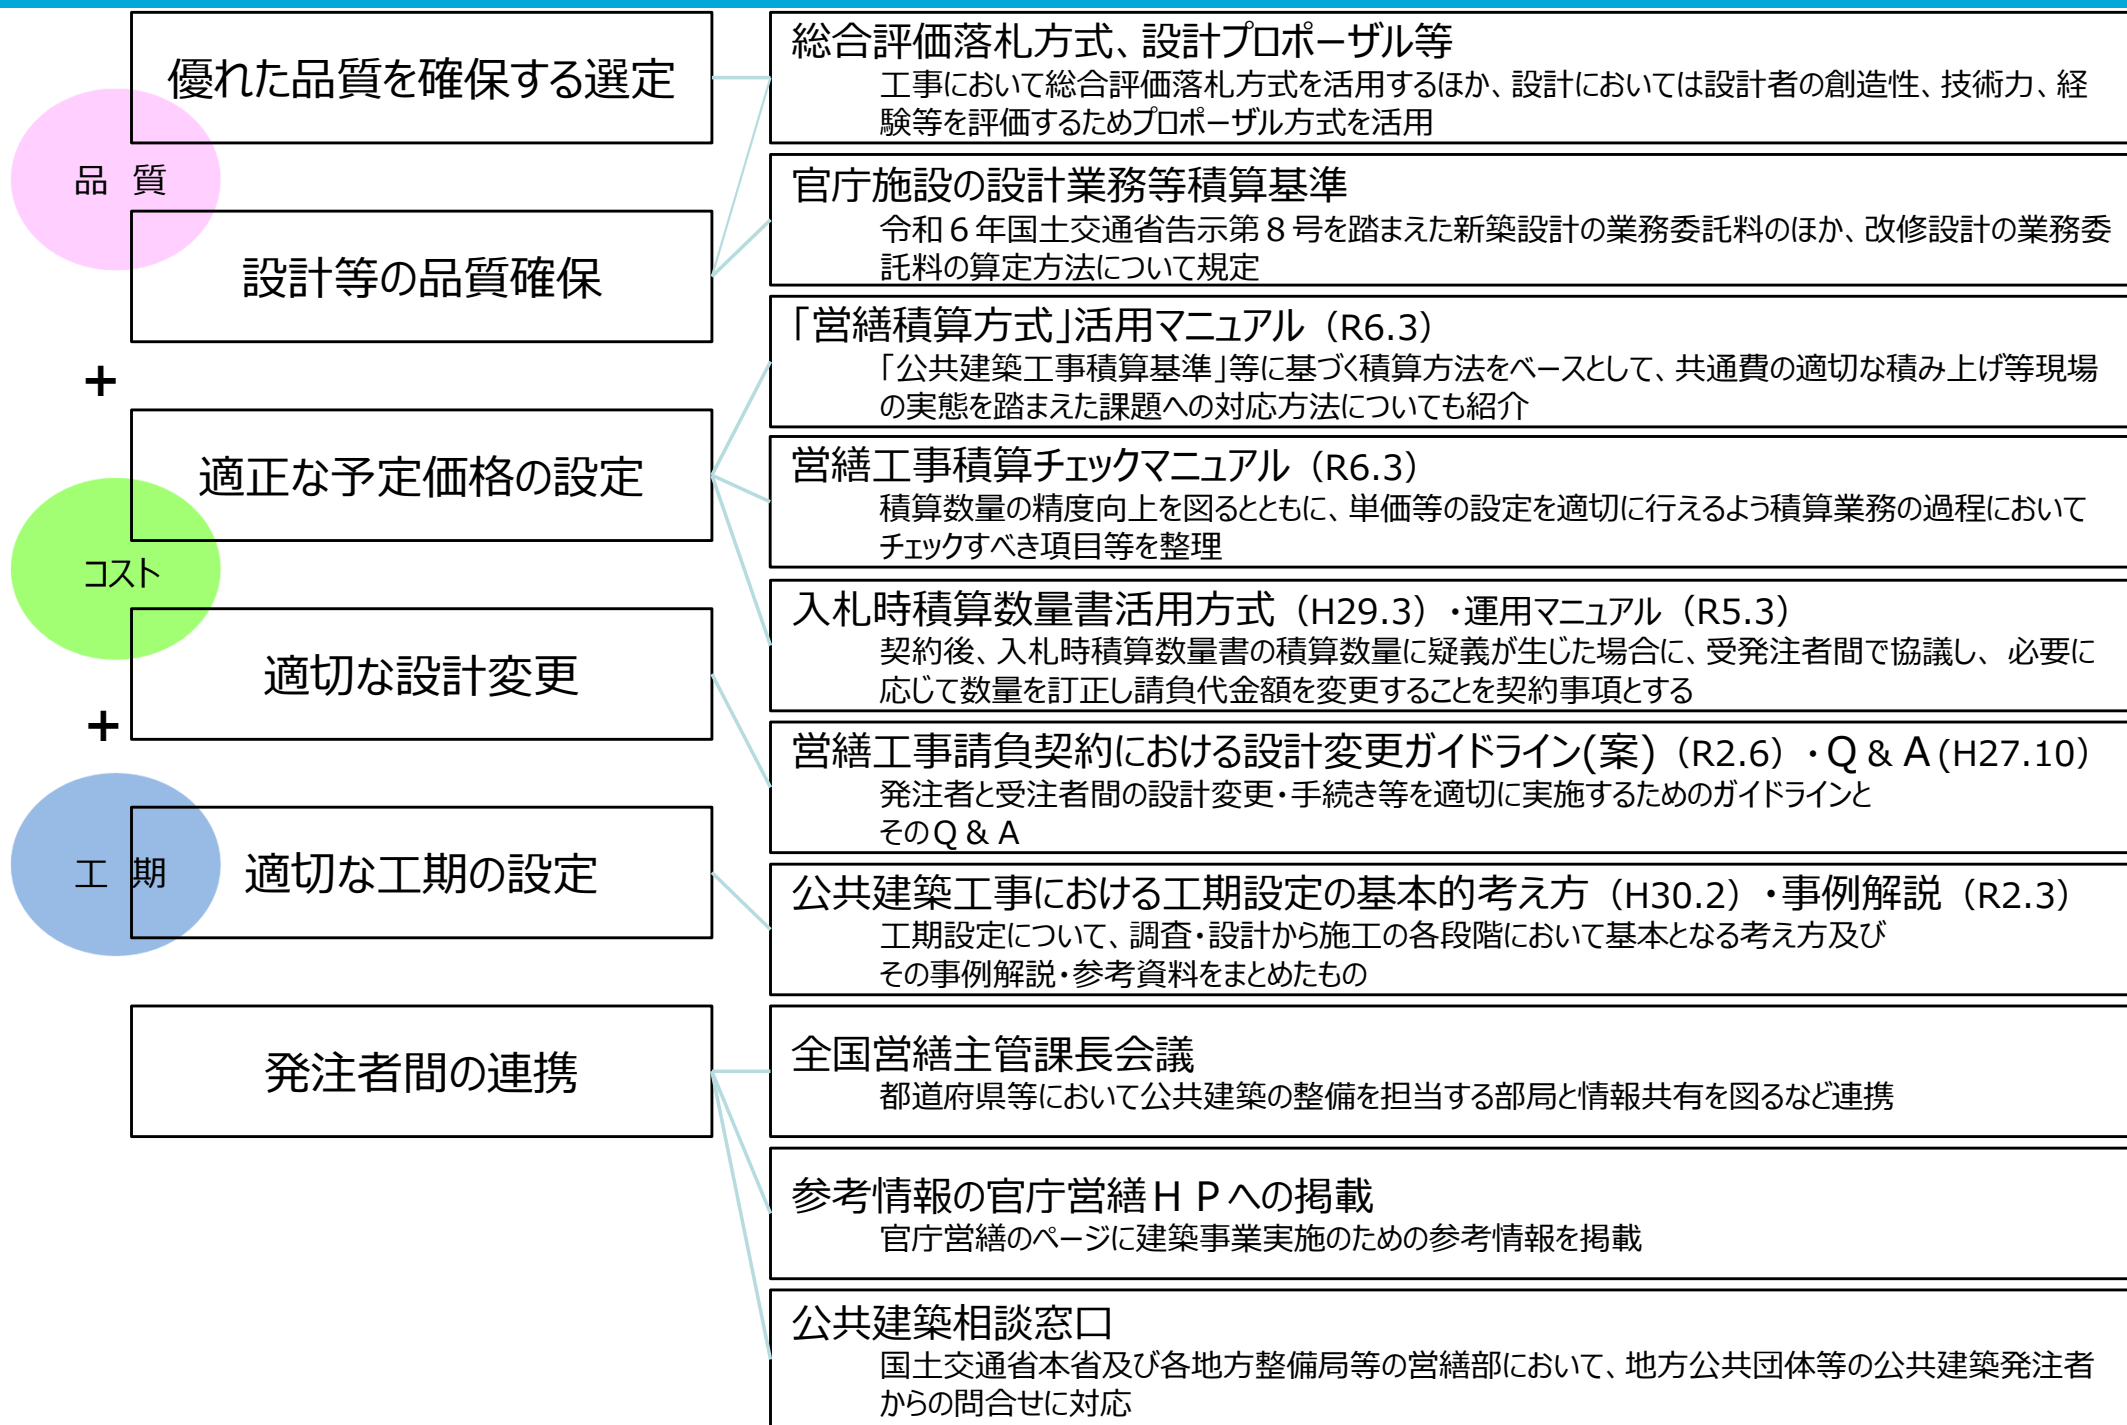 品 質
+
コスト
+
工 期
優れた品質を確保する選定
設計等の品質確保
適正な予定価格の設定
適切な設計変更
適切な工期の設定
発注者間の連携
総合評価落札方式、設計プロポーザル等
工事において総合評価落札方式を活用するほか、設計においては設計者の創造性、技術力、経
験等を評価するためプロポーザル方式を活用
官庁施設の設計業務等積算基準
令和６年国土交通省告示第８号を踏まえた新築設計の業務委託料のほか、改修設計の業務委
託料の算定方法について規定
「営繕積算方式」活用マニュアル（R6.3）
「公共建築工事積算基準」等に基づく積算方法をベースとして、共通費の適切な積み上げ等現場
の実態を踏まえた課題への対応方法についても紹介
営繕工事積算チェックマニュアル（R6.3）
積算数量の精度向上を図るとともに、単価等の設定を適切に行えるよう積算業務の過程において
チェックすべき項目等を整理
入札時積算数量書活用方式（H29.3）・運用マニュアル（R5.3）
契約後、入札時積算数量書の積算数量に疑義が生じた場合に、受発注者間で協議し、必要に
応じて数量を訂正し請負代金額を変更することを契約事項とする
営繕工事請負契約における設計変更ガイドライン(案)（R2.6）・Ｑ＆Ａ(H27.10）
発注者と受注者間の設計変更・手続き等を適切に実施するためのガイドラインと
そのＱ＆Ａ
公共建築工事における工期設定の基本的考え方（H30.2）・事例解説（R2.3）
工期設定について、調査・設計から施工の各段階において基本となる考え方及び
その事例解説・参考資料をまとめたもの
全国営繕主管課長会議
都道府県等において公共建築の整備を担当する部局と情報共有を図るなど連携
参考情報の官庁営繕ＨＰへの掲載
官庁営繕のページに建築事業実施のための参考情報を掲載
公共建築相談窓口
国土交通省本省及び各地方整備局等の営繕部において、地方公共団体等の公共建築発注者
からの問合せに対応